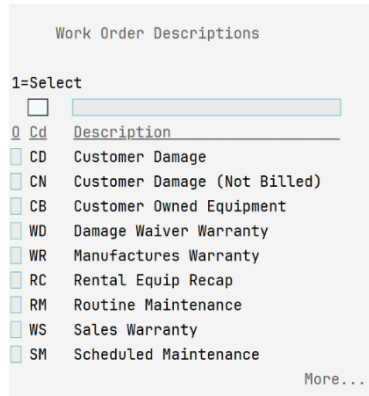 Work Order Descriptions
1=Select
O Cd Description
CD Customer Damage
CN Customer Damage (Not Billed)
CB Customer Owned Equipment
WD Damage Waiver Warranty
WR Manufactures Warranty
RC Rental Equip Recap
RM Routine Maintenance
WS Sales Warranty
SM Scheduled Maintenance
More...